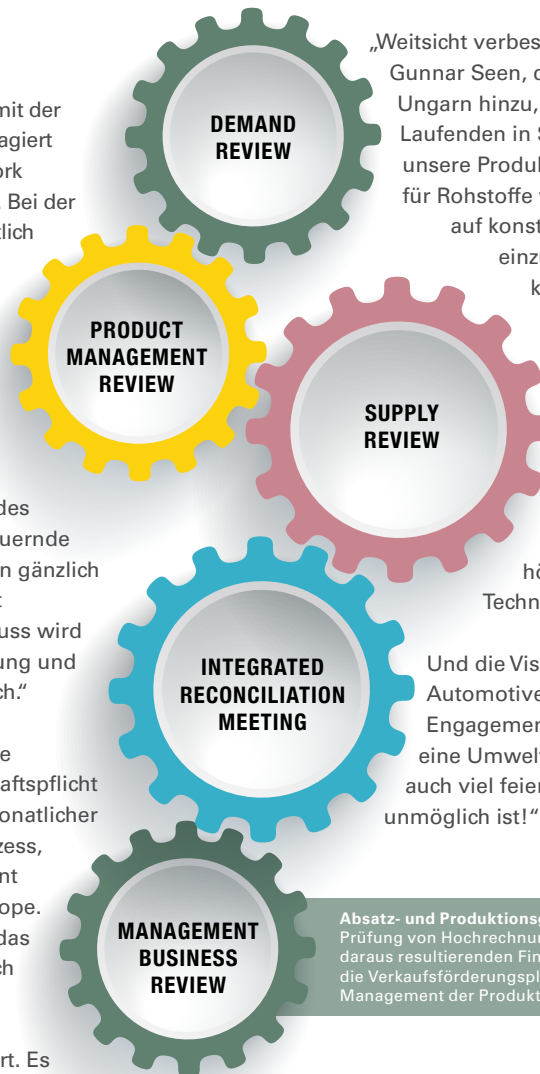 mit der
agiert
ork
Bei der
tlich
DEMAND
REVIEW
PRODUCT
MANAGEMENT
REVIEW
SUPPLY
REVIEW
INTEGRATED
RECONCILIATION
MEETING
MANAGEMENT
BUSINESS
REVIEW
des
uernde
n gänzlich
t
uss wird
ung und
ch.“
e
aftspflicht
onatlicher
zess,
nt
ope.
das
ch
rt. Es
„Weitsicht verbes
Gunnar Seen, d
Ungarn hinzu,
Laufenden in S
unsere Produk
für Rohstoffe v
auf konst
einzu
k
hö
Techn
Und die Vis
Automotive
Engagemen
eine Umwelt
auch viel feier
unmöglich ist!“
Absatz- und Produktionsg
Prüfung von Hochrechnun
daraus resultierenden Fin
die Verkaufsförderungspl
Management der Produkt